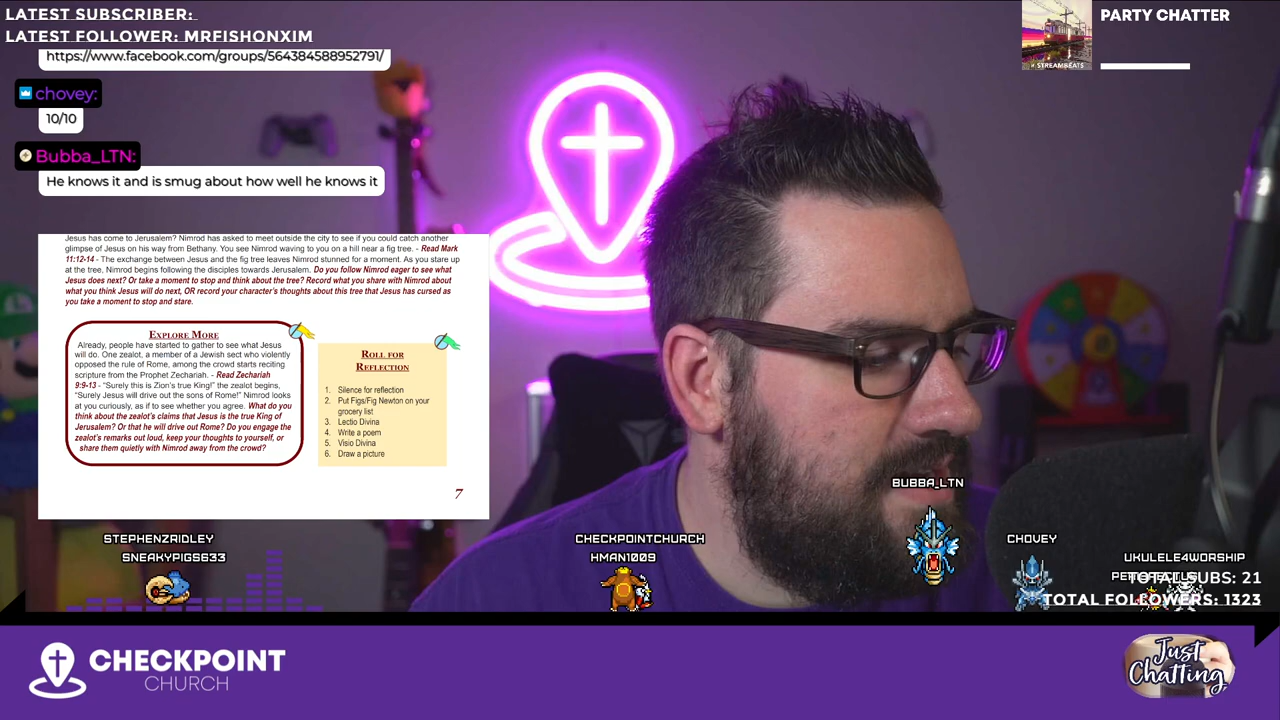 LATEST SUBSCRIBER:
LATEST FOLLOWER: MRFISHONXIM
https://www.facebook.com/groups/564384588952791/
chovey:
10/10
Bubba_LTN:
He knows it and is smug about how well he knows it
STREAMBEATS
PARTY CHATTER
Jesus has come to Jerusalem? Nimrod has asked to meet outside the city to see if you could catch another
glimpse of Jesus on his way from Bethany. You see Nimrod waving to you on a hill near a fig tree. - Read Mark
11:12-14 - The exchange between Jesus and the fig tree leaves Nimrod stunned for a moment. As you stare up
at the tree, Nimrod begins following the disciples towards Jerusalem. Do you follow Nimrod eager to see what
Jesus does next? Or take a moment to stop and think about the tree? Record what you share with Nimrod about
what you think Jesus will do next, OR record your character's thoughts about this tree that Jesus has cursed as
you take a moment to stop and stare.
EXPLORE MORE
Already, people have started to gather to see what Jesus
will do. One zealot, a member of a Jewish sect who violently
opposed the rule of Rome, among the crowd starts reciting
scripture from the Prophet Zechariah. - Read Zechariah
9:9-13 - "Surely this is Zion's true King!" the zealot begins,
"Surely Jesus will drive out the sons of Rome!" Nimrod looks
at you curiously, as if to see whether you agree. What do you
think about the zealot's claims that Jesus is the true King of
Jerusalem? Or that he will drive out Rome? Do you engage the
zealot's remarks out loud, keep your thoughts to yourself, or
share them quietly with Nimrod away from the crowd?
ROLL FOR
REFLECTION
1. Silence for reflection
2. Put Figs/Fig Newton on your
grocery list
3. Lectio Divina
4. Write a poem
5. Visio Divina
6. Draw a picture
7
BUBBA_LTN
STEPHENZRIDLEY
SNEAKYPIGS633
CHECKPOINTCHURCH
HMAN1009
CHOVEY
UKULELE4WORSHIP
TOTAL SUBS: 21
TOTAL FOLLOWERS: 1323
CHECKPOINT
CHURCH
Just
Chatting